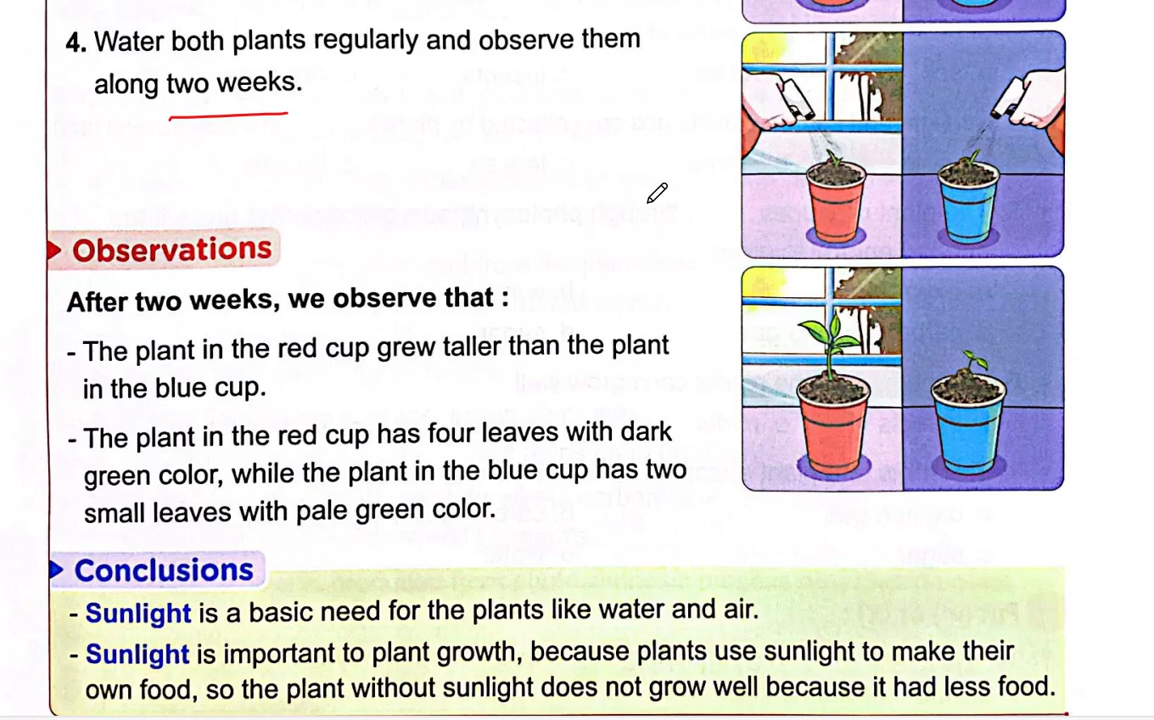 4. Water both plants regularly and observe them
along two weeks.
Observations
After two weeks, we observe that :
- The plant in the red cup grew taller than the plant
in the blue cup.
- The plant in the red cup has four leaves with dark
green color, while the plant in the blue cup has two
small leaves with pale green color.
Conclusions
- Sunlight is a basic need for the plants like water and air.
- Sunlight is important to plant growth, because plants use sunlight to make their
own food, so the plant without sunlight does not grow well because it had less food.